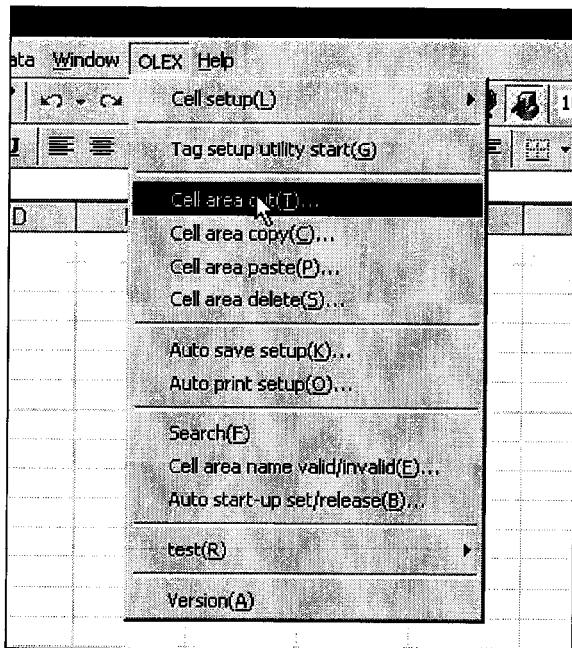 ata Window OLEX Help
Cell setup(L)
1
Tag setup utility start(G)
Cell area cut(T)...
D
Cell area copy(C)...
Cell area paste(P)...
Cell area delete(S)...
Auto save setup(K)...
Auto print setup(O)...
Search(F)
Cell area name valid/invalid(E)...
Auto start-up set/release(B)...
test(R)
Version(A)